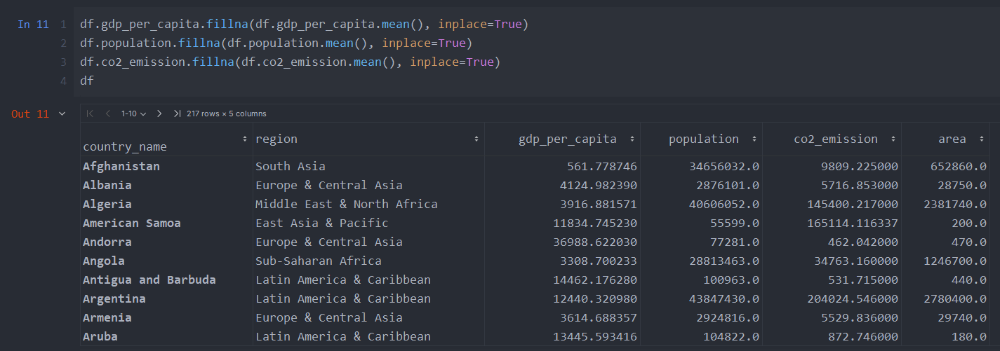 In 11 1 df.gdp_per_capita.fillna(df.gdp_per_capita.mean(), inplace=True)
2 df.population.fillna(df.population.mean(), inplace=True)
3 df.co2_emission.fillna(df.co2_emission.mean(), inplace=True)
4 df
Out 11 1-10 217 rows × 5 columns
country_name region gdp_per_capita population co2_emission area
Afghanistan South Asia 561.778746 34656032.0 9809.225000 652860.0
Albania Europe & Central Asia 4124.982390 2876101.0 5716.853000 28750.0
Algeria Middle East & North Africa 3916.881571 40606052.0 145400.217000 2381740.0
American Samoa East Asia & Pacific 11834.745230 55599.0 165114.116337 200.0
Andorra Europe & Central Asia 36988.622030 77281.0 462.042000 470.0
Angola Sub-Saharan Africa 3308.700233 28813463.0 34763.160000 1246700.0
Antigua and Barbuda Latin America & Caribbean 14462.176280 100963.0 531.715000 440.0
Argentina Latin America & Caribbean 12440.320980 43847430.0 204024.546000 2780400.0
Armenia Europe & Central Asia 3614.688357 2924816.0 5529.836000 29740.0
Aruba Latin America & Caribbean 13445.593416 104822.0 872.746000 180.0